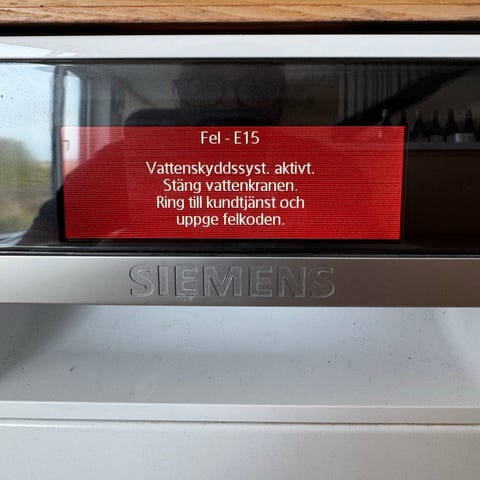 Fel - E15
Vattenskyddssyst. aktivt.
Stäng vattenkranen.
Ring till kundtjänst och
uppge felkoden.
SIEMENS